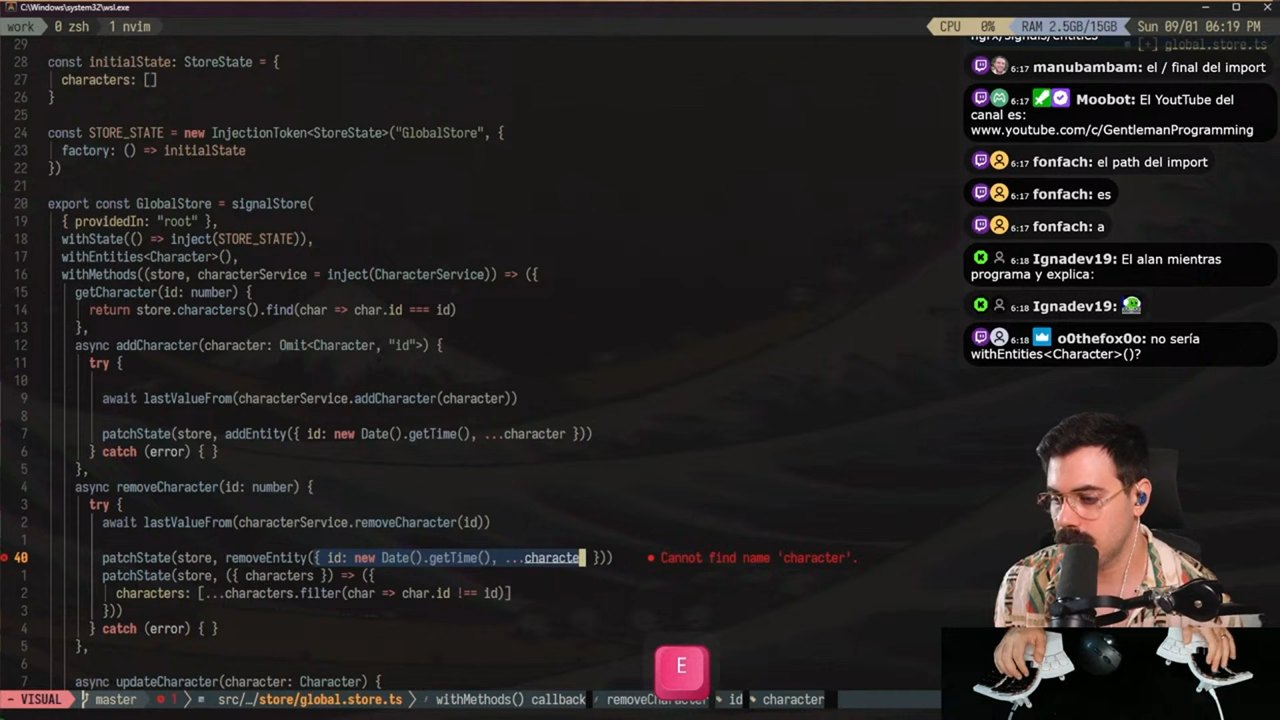 C:\Windows\system32\wsl.exe
work 0 zsh 1 nvim
CPU 0% RAM 2.5GB/15GB Sun 09/01 06:19 PM
[+] global.store.ts
29
28 const initialState: StoreState = {
27 characters: []
26 }
25
24 const STORE_STATE = new InjectionToken<StoreState>("GlobalStore", {
23 factory: () => initialState
22 })
21
20 export const GlobalStore = signalStore(
19 { providedIn: "root" },
18 withState(() => inject(STORE_STATE)),
17 withEntities<Character>(),
16 withMethods((store, characterService = inject(CharacterService)) => ({
15 getCharacter(id: number) {
14 return store.characters().find(char => char.id === id)
13 },
12 async addCharacter(character: Omit<Character, "id">) {
11 try {
10
9 await lastValueFrom(characterService.addCharacter(character))
8
7 patchState(store, addEntity({ id: new Date().getTime(), ...character }))
6 } catch (error) { }
5 },
4 async removeCharacter(id: number) {
3 try {
2 await lastValueFrom(characterService.removeCharacter(id))
1
40 patchState(store, removeEntity({ id: new Date().getTime(), ...characte })) Cannot find name 'character'.
1 patchState(store, ({ characters }) => ({
2 characters: [...characters.filter(char => char.id !== id)]
3 }))
4 } catch (error) { }
5 },
6
7 async updateCharacter(character: Character) {
- VISUAL master 1 src/…/store/global.store.ts withMethods() callback id character
ngrx/signals/entities
6:17 manubambam: el / final del import
6:17 Moobot: El YouTube del
canal es:
www.youtube.com/c/GentlemanProgramming
6:17 fonfach: el path del import
6:17 fonfach: es
6:17 fonfach: a
6:18 Ignadev19: El alan mientras
programa y explica:
6:18 Ignadev19:
6:18 o0thefox0o: no sería
withEntities<Character>()?
E